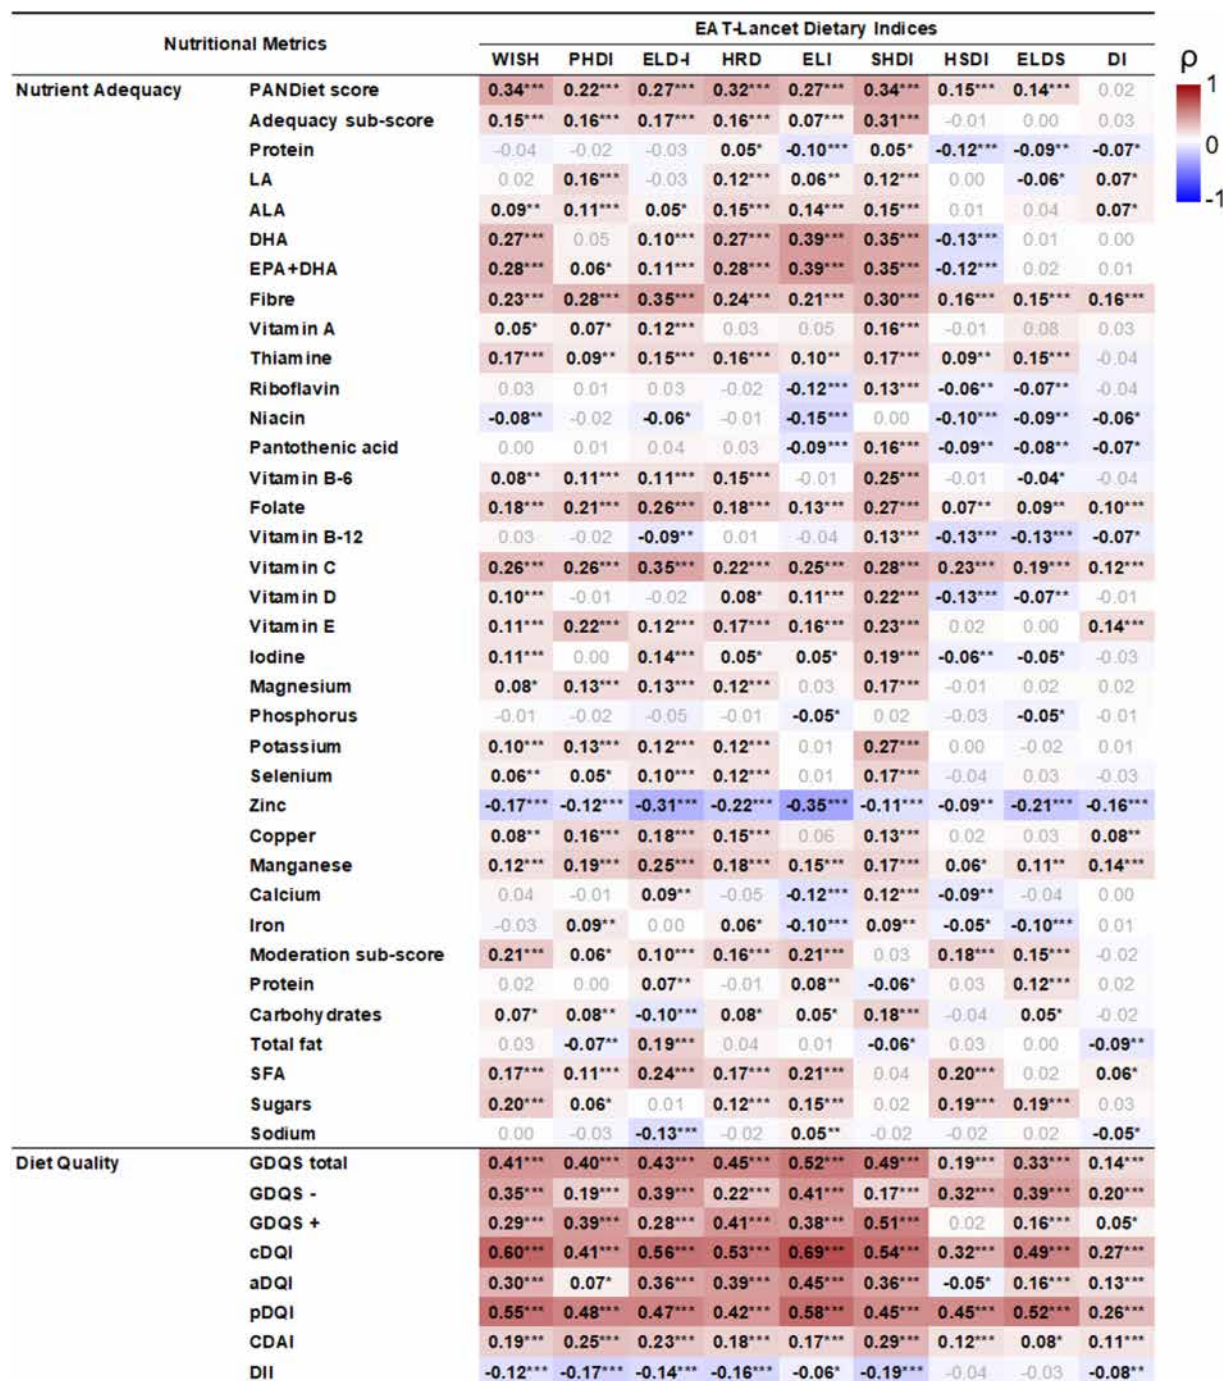 Nutritional Metrics EAT-Lancet Dietary Indices
WISH PHDI ELD-I HRD ELI SHDI HSDI ELDS DI
ρ
1
0
-1
Nutrient Adequacy PANDiet score 0.34*** 0.22*** 0.27*** 0.32*** 0.27*** 0.34*** 0.15*** 0.14*** 0.02
Adequacy sub-score 0.15*** 0.16*** 0.17*** 0.16*** 0.07*** 0.31*** -0.01 0.00 0.03
Protein -0.04 -0.02 -0.03 0.05* -0.10*** 0.05* -0.12*** -0.09** -0.07*
LA 0.02 0.16*** -0.03 0.12*** 0.06** 0.12*** 0.00 -0.06* 0.07*
ALA 0.09** 0.11*** 0.05* 0.15*** 0.14*** 0.15*** 0.01 0.04 0.07*
DHA 0.27*** 0.05 0.10*** 0.27*** 0.39*** 0.35*** -0.13*** 0.01 0.00
EPA+DHA 0.28*** 0.06* 0.11*** 0.28*** 0.39*** 0.35*** -0.12*** 0.02 0.01
Fibre 0.23*** 0.28*** 0.35*** 0.24*** 0.21*** 0.30*** 0.16*** 0.15*** 0.16***
Vitamin A 0.05* 0.07* 0.12*** 0.03 0.05 0.16*** -0.01 0.08 0.03
Thiamine 0.17*** 0.09** 0.15*** 0.16*** 0.10** 0.17*** 0.09** 0.15*** -0.04
Riboflavin 0.03 0.01 0.03 -0.02 -0.12*** 0.13*** -0.06** -0.07** -0.04
Niacin -0.08** -0.02 -0.06* -0.01 -0.15*** 0.00 -0.10*** -0.09** -0.06*
Pantothenic acid 0.00 0.01 0.04 0.03 -0.09*** 0.16*** -0.09** -0.08** -0.07*
Vitamin B-6 0.08** 0.11*** 0.11*** 0.15*** -0.01 0.25*** -0.01 -0.04* -0.04
Folate 0.18*** 0.21*** 0.26*** 0.18*** 0.13*** 0.27*** 0.07** 0.09** 0.10***
Vitamin B-12 0.03 -0.02 -0.09** 0.01 -0.04 0.13*** -0.13*** -0.13*** -0.07*
Vitamin C 0.26*** 0.26*** 0.35*** 0.22*** 0.25*** 0.28*** 0.23*** 0.19*** 0.12***
Vitamin D 0.10*** -0.01 -0.02 0.08* 0.11*** 0.22*** -0.13*** -0.07** -0.01
Vitamin E 0.11*** 0.22*** 0.12*** 0.17*** 0.16*** 0.23*** 0.02 0.00 0.14***
Iodine 0.11*** 0.00 0.14*** 0.05* 0.05* 0.19*** -0.06** -0.05* -0.03
Magnesium 0.08* 0.13*** 0.13*** 0.12*** 0.03 0.17*** -0.01 0.02 0.02
Phosphorus -0.01 -0.02 -0.05 -0.01 -0.05* 0.02 -0.03 -0.05* -0.01
Potassium 0.10*** 0.13*** 0.12*** 0.12*** 0.01 0.27*** 0.00 -0.02 0.01
Selenium 0.06** 0.05* 0.10*** 0.12*** 0.01 0.17*** -0.04 0.03 -0.03
Zinc -0.17*** -0.12*** -0.31*** -0.22*** -0.35*** -0.11*** -0.09** -0.21*** -0.16***
Copper 0.08** 0.16*** 0.18*** 0.15*** 0.06 0.13*** 0.02 0.03 0.08**
Manganese 0.12*** 0.19*** 0.25*** 0.18*** 0.15*** 0.17*** 0.06* 0.11** 0.14***
Calcium 0.04 -0.01 0.09** -0.05 -0.12*** 0.12*** -0.09** -0.04 0.00
Iron -0.03 0.09** 0.00 0.06* -0.10*** 0.09** -0.05* -0.10*** 0.01
Moderation sub-score 0.21*** 0.06* 0.10*** 0.16*** 0.21*** 0.03 0.18*** 0.15*** -0.02
Protein 0.02 0.00 0.07** -0.01 0.08** -0.06* 0.03 0.12*** 0.02
Carbohydrates 0.07* 0.08** -0.10*** 0.08* 0.05* 0.18*** -0.04 0.05* -0.02
Total fat 0.03 -0.07** 0.19*** 0.04 0.01 -0.06* 0.03 0.00 -0.09**
SFA 0.17*** 0.11*** 0.24*** 0.17*** 0.21*** 0.04 0.20*** 0.02 0.06*
Sugars 0.20*** 0.06* 0.01 0.12*** 0.15*** 0.02 0.19*** 0.19*** 0.03
Sodium 0.00 -0.03 -0.13*** -0.02 0.05** -0.02 -0.02 0.02 -0.05*
Diet Quality GDQS total 0.41*** 0.40*** 0.43*** 0.45*** 0.52*** 0.49*** 0.19*** 0.33*** 0.14***
GDQS - 0.35*** 0.19*** 0.39*** 0.22*** 0.41*** 0.17*** 0.32*** 0.39*** 0.20***
GDQS + 0.29*** 0.39*** 0.28*** 0.41*** 0.38*** 0.51*** 0.02 0.16*** 0.05*
cDQI 0.60*** 0.41*** 0.56*** 0.53*** 0.69*** 0.54*** 0.32*** 0.49*** 0.27***
aDQI 0.30*** 0.07* 0.36*** 0.39*** 0.45*** 0.36*** -0.05* 0.16*** 0.13***
pDQI 0.55*** 0.48*** 0.47*** 0.42*** 0.58*** 0.45*** 0.45*** 0.52*** 0.26***
CDAI 0.19*** 0.25*** 0.23*** 0.18*** 0.17*** 0.29*** 0.12*** 0.08* 0.11***
DII -0.12*** -0.17*** -0.14*** -0.16*** -0.06* -0.19*** -0.04 -0.03 -0.08**